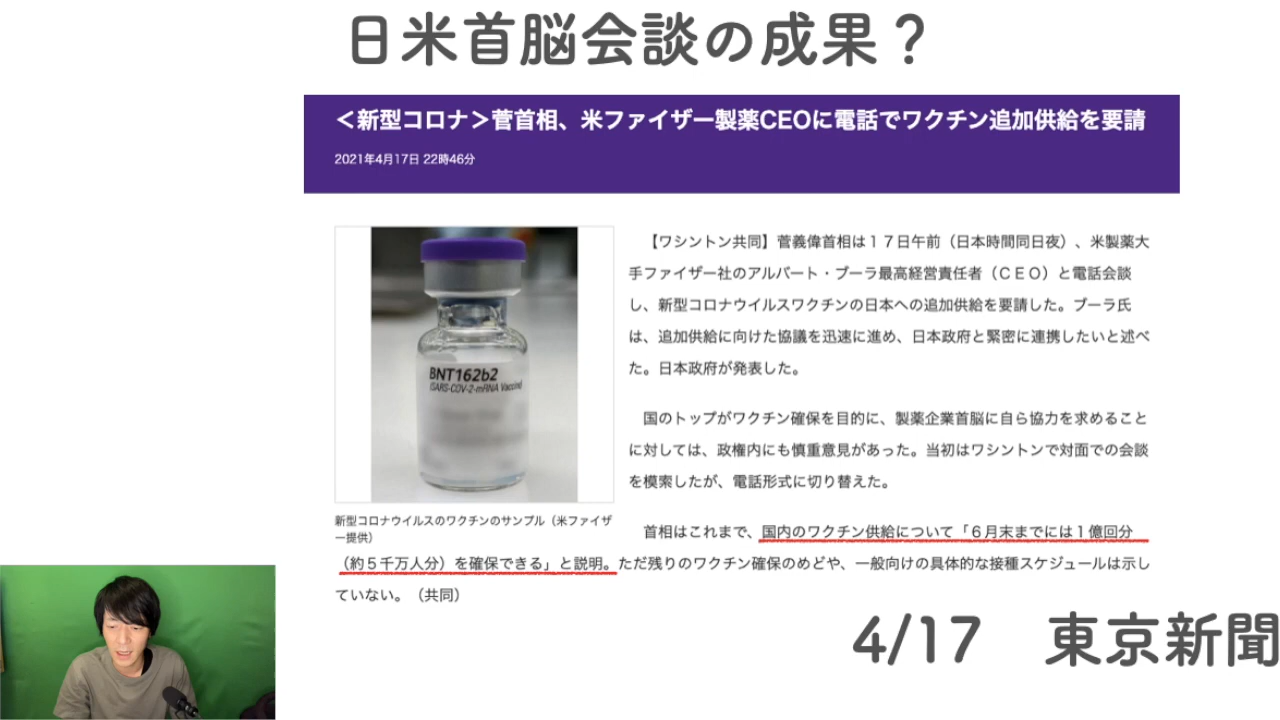 日米首脳会談の成果？
＜新型コロナ＞菅首相、米ファイザー製薬CEOに電話でワクチン追加供給を要請
2021年4月17日 22時46分
BNT162b2
(SARS-COV-2-mRNA Vaccine)
新型コロナウイルスのワクチンのサンプル（米ファイザ
ー提供）
【ワシントン共同】菅義偉首相は１７日午前（日本時間同日夜）、米製薬大
手ファイザー社のアルバート・ブーラ最高経営責任者（ＣＥＯ）と電話会談
し、新型コロナウイルスワクチンの日本への追加供給を要請した。ブーラ氏
は、追加供給に向けた協議を迅速に進め、日本政府と緊密に連携したいと述べ
た。日本政府が発表した。
国のトップがワクチン確保を目的に、製薬企業首脳に自ら協力を求めること
に対しては、政権内にも慎重意見があった。当初はワシントンで対面での会談
を模索したが、電話形式に切り替えた。
首相はこれまで、国内のワクチン供給について「６月末までには１億回分
（約５千万人分）を確保できる」と説明。ただ残りのワクチン確保のめどや、一般向けの具体的な接種スケジュールは示し
ていない。（共同）
4/17　東京新聞